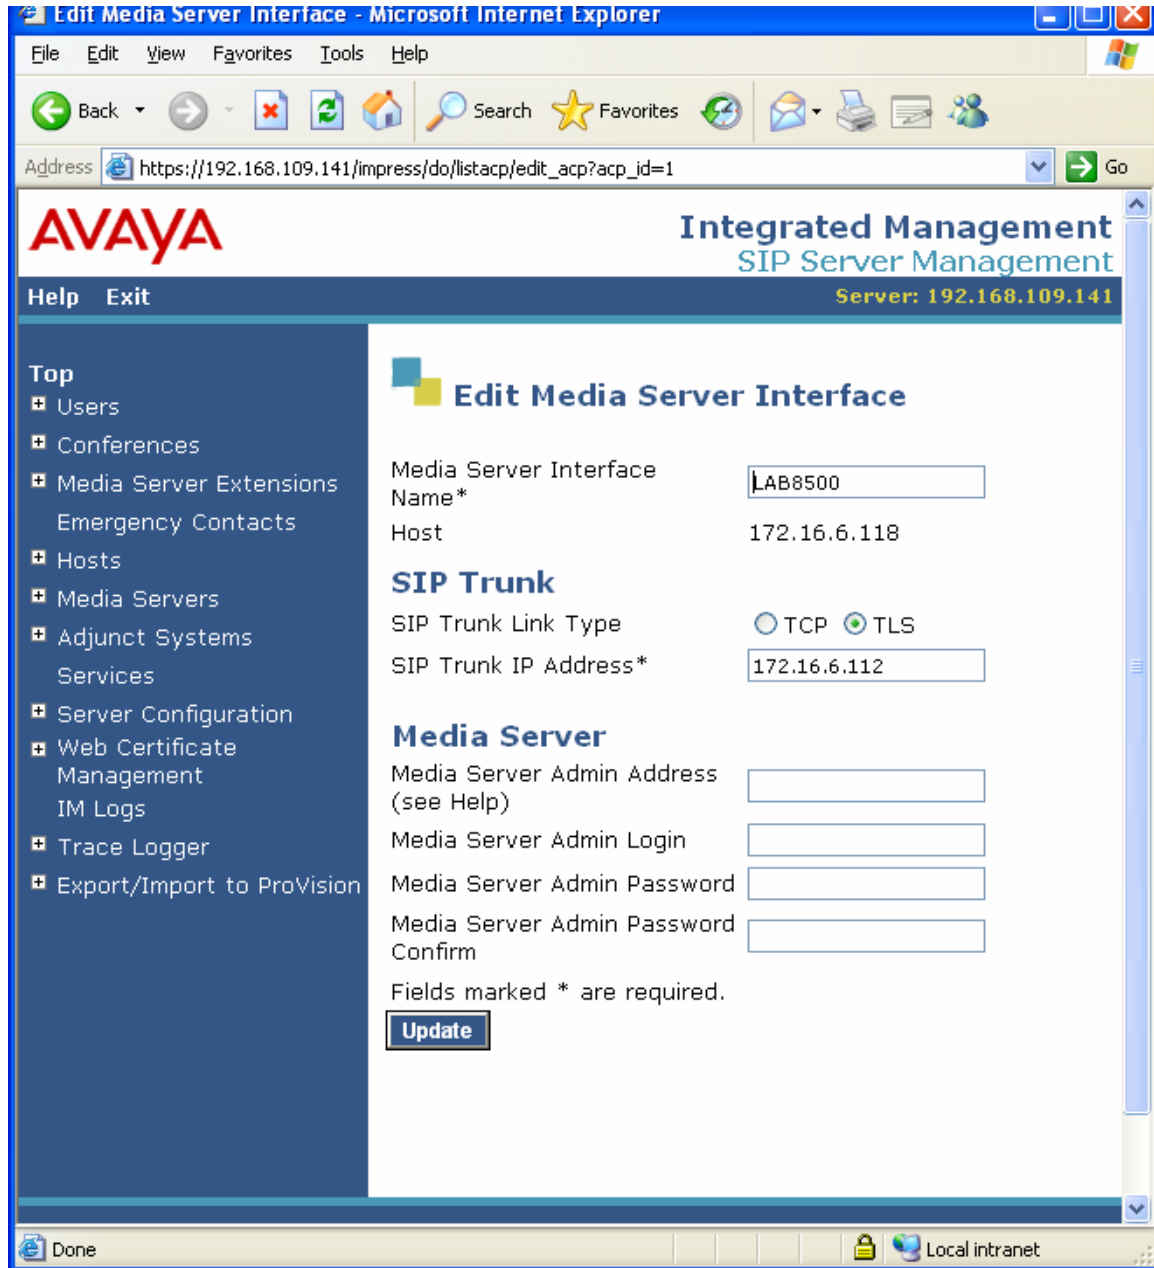 Edit Media Server Interface - Microsoft Internet Explorer
File Edit View Favorites Tools Help
Back Search Favorites
Address https://192.168.109.141/impress/do/listacp/edit_acp?acp_id=1 Go
AVAYA
Integrated Management
SIP Server Management
Help Exit
Server: 192.168.109.141
Top
Users
Conferences
Media Server Extensions
Emergency Contacts
Hosts
Media Servers
Adjunct Systems
Services
Server Configuration
Web Certificate
Management
IM Logs
Trace Logger
Export/Import to ProVision
Edit Media Server Interface
Media Server Interface
Name*
LAB8500
Host 172.16.6.118
SIP Trunk
SIP Trunk Link Type TCP TLS
SIP Trunk IP Address* 172.16.6.112
Media Server
Media Server Admin Address
(see Help)
Media Server Admin Login
Media Server Admin Password
Media Server Admin Password
Confirm
Fields marked * are required.
Update
Done Local intranet